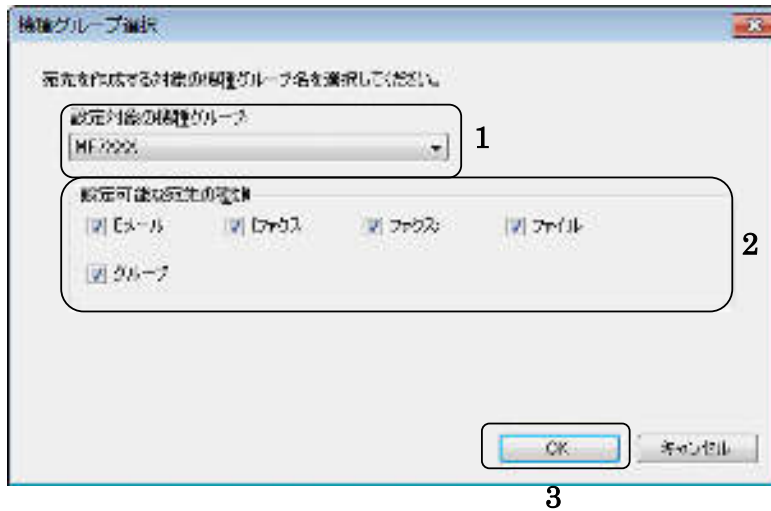 機種グループ選択
宛先を作成する対象の機種グループ名を選択してください。
設定対象の機種グループ
1
設定可能な宛先の種類
Eメール Iファクス ファクス ファイル
2
グループ
OK キャンセル
3